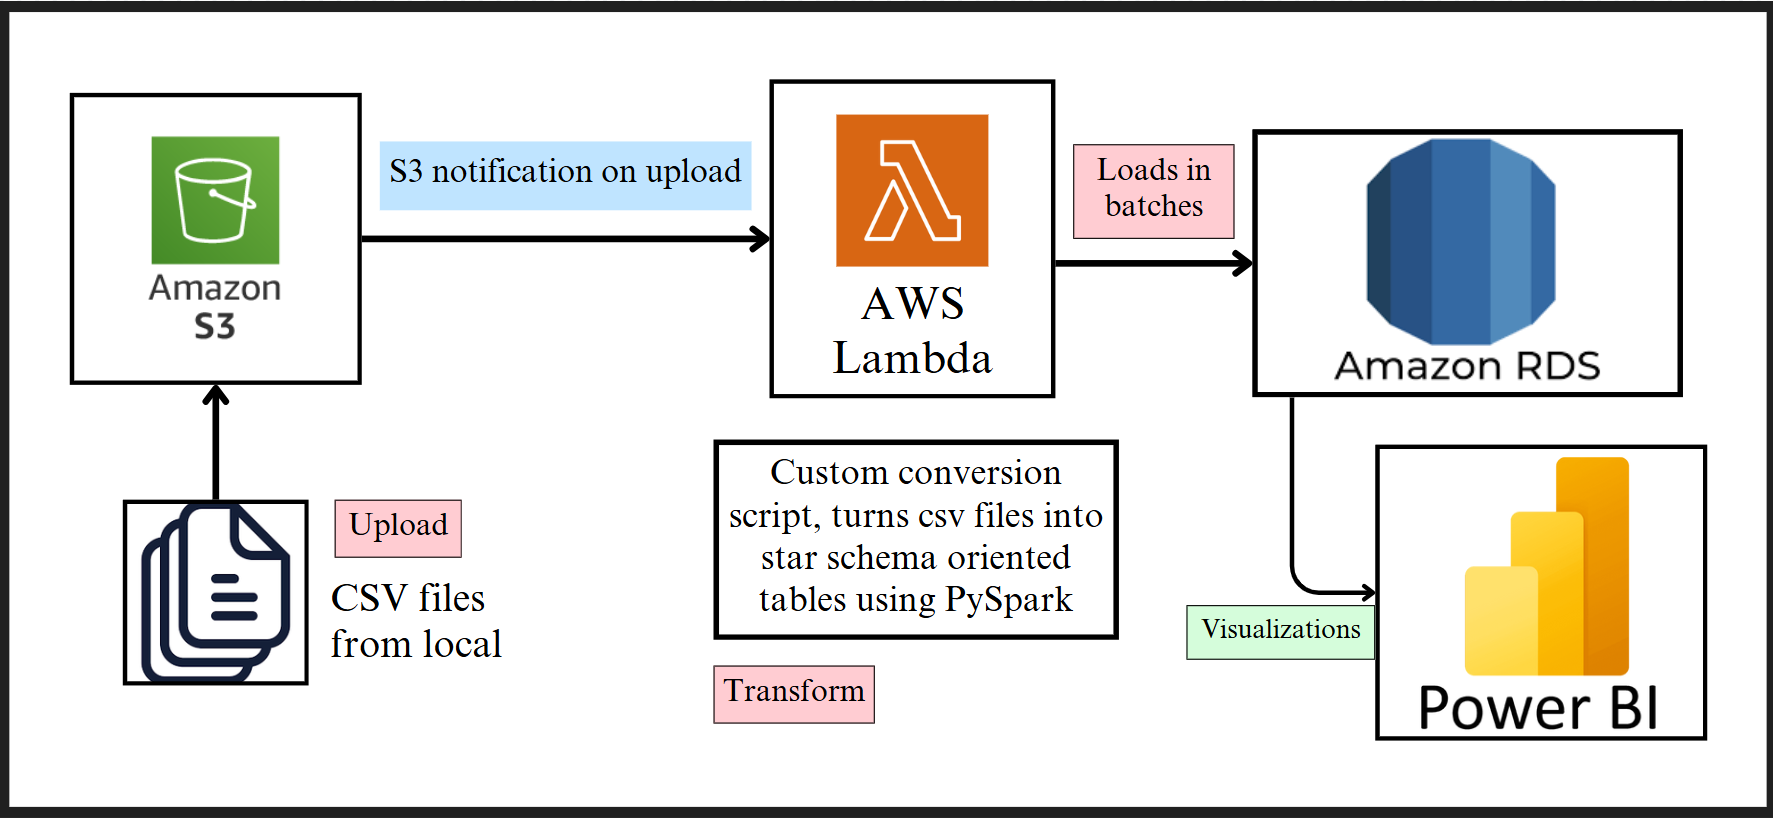 Amazon
S3
S3 notification on upload
AWS
Lambda
Loads in
batches
Amazon RDS
Upload
CSV files
from local
Custom conversion
script, turns csv files into
star schema oriented
tables using PySpark
Transform
Visualizations
Power BI